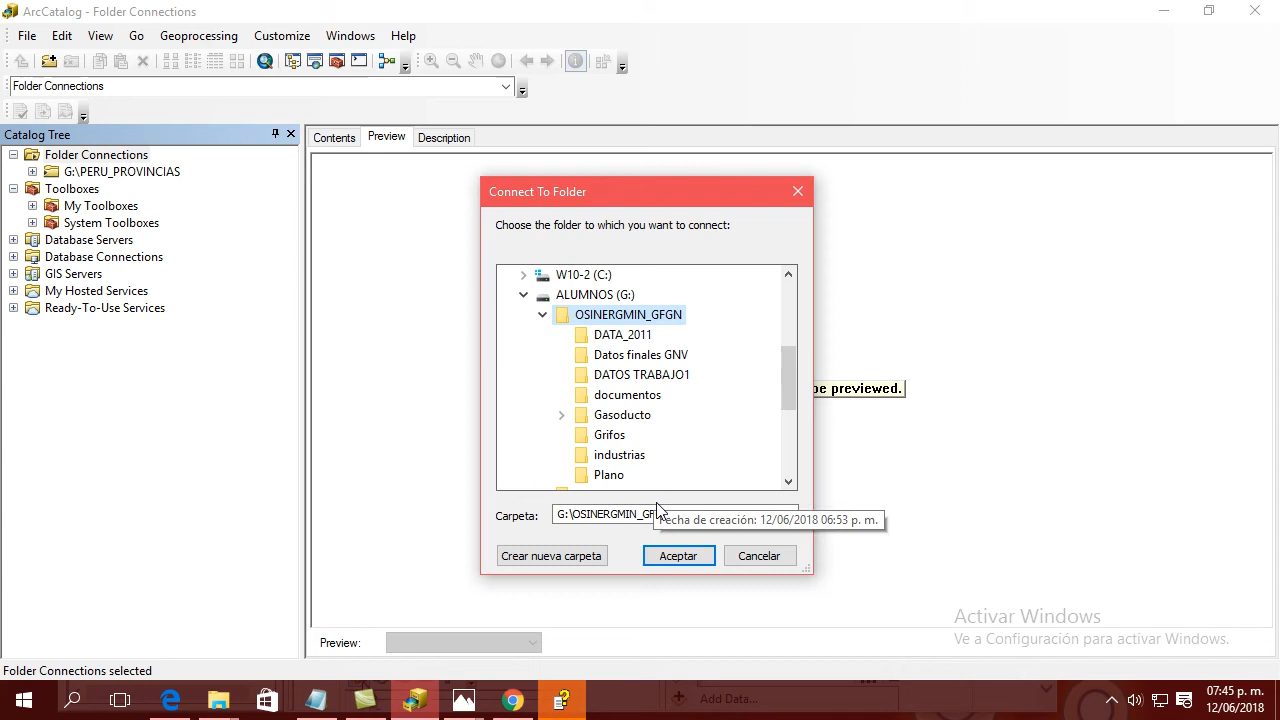 ArcCatalog - Folder Connections
File Edit View Go Geoprocessing Customize Windows Help
Folder Connections
Catalog Tree
Folder Connections
G:\PERU_PROVINCIAS
Toolboxes
My Toolboxes
System Toolboxes
Database Servers
Database Connections
GIS Servers
My Hosted Services
Ready-To-Use Services
Contents Preview Description
Connect To Folder
Choose the folder to which you want to connect:
W10-2 (C:)
ALUMNOS (G:)
OSINERGMIN_GFGN
DATA_2011
Datos finales GNV
DATOS TRABAJO1
documentos
Gasoducto
Grifos
industrias
Plano
be previewed.
Carpeta: G:\OSINERGMIN_GF
Fecha de creación: 12/06/2018 06:53 p. m.
Crear nueva carpeta Aceptar Cancelar
Activar Windows
Ve a Configuración para activar Windows.
Preview:
Folder Connections selected
Add Data...
07:45 p. m.
12/06/2018